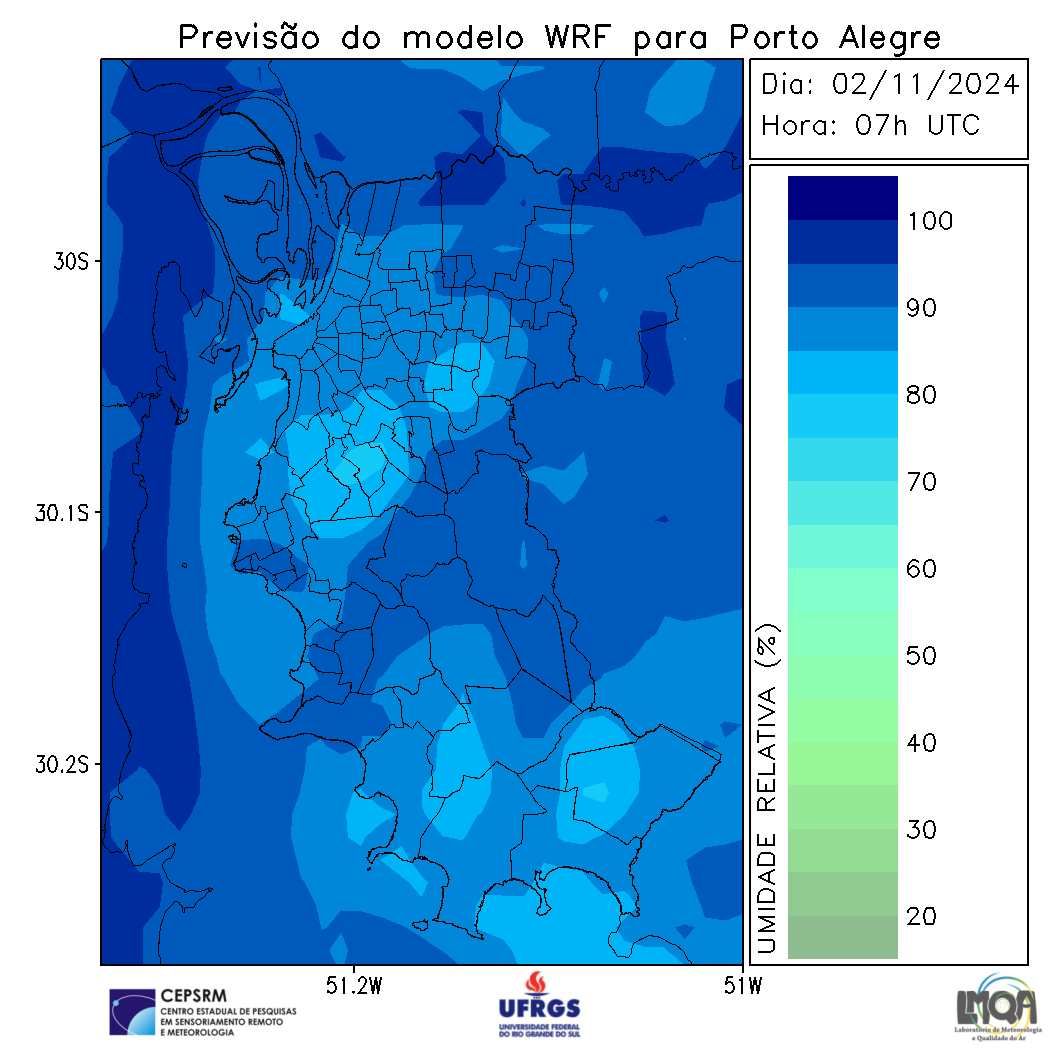 Previsão do modelo WRF para Porto Alegre
Dia: 02/11/2024
Hora: 07h UTC
30S
30.1S
30.2S
51.2W
51W
UMIDADE RELATIVA (%)
100
90
80
70
60
50
40
30
20
CEPSRM
CENTRO ESTADUAL DE PESQUISAS
EM SENSORIAMENTO REMOTO
E METEOROLOGIA
UFRGS
UNIVERSIDADE FEDERAL
DO RIO GRANDE DO SUL
LMQA
Laboratório de Meteorologia
e Qualidade do Ar